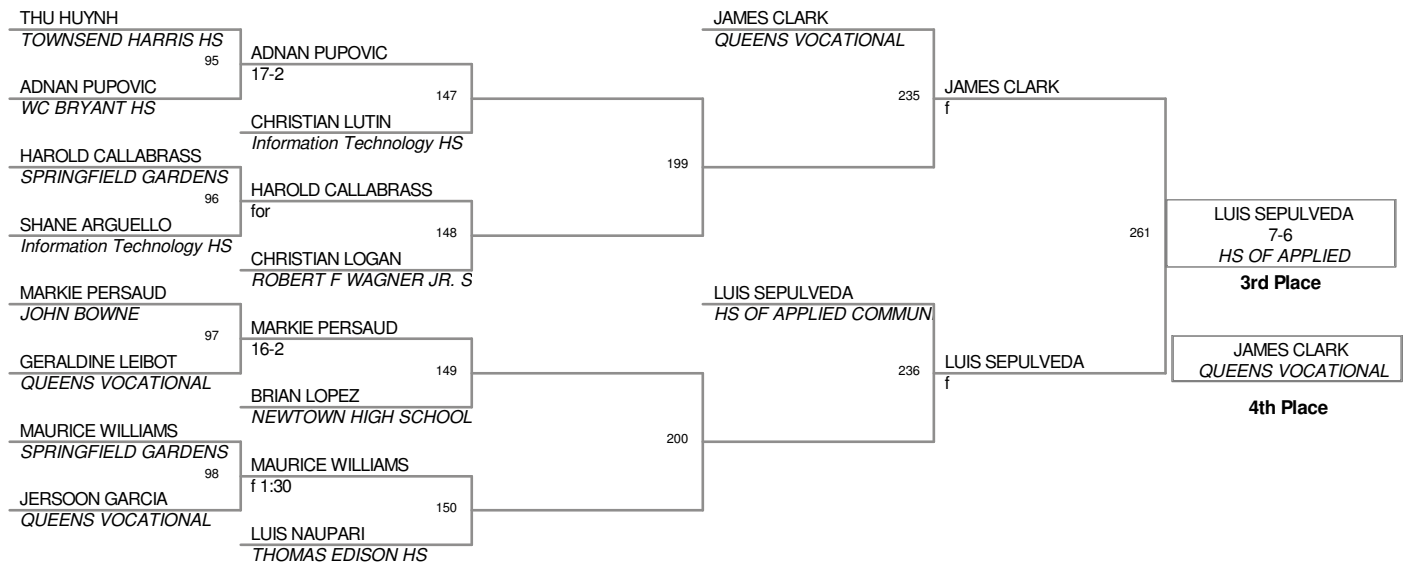 THU HUYNH
TOWNSEND HARRIS HS
95
ADNAN PUPOVIC
WC BRYANT HS
HAROLD CALLABRASS
SPRINGFIELD GARDENS
96
SHANE ARGUELLO
Information Technology HS
MARKIE PERSAUD
JOHN BOWNE
97
GERALDINE LEIBOT
QUEENS VOCATIONAL
MAURICE WILLIAMS
SPRINGFIELD GARDENS
98
JERSOON GARCIA
QUEENS VOCATIONAL
ADNAN PUPOVIC
17-2
147
CHRISTIAN LUTIN
Information Technology HS
HAROLD CALLABRASS
for
148
CHRISTIAN LOGAN
ROBERT F WAGNER JR. S
MARKIE PERSAUD
16-2
149
BRIAN LOPEZ
NEWTOWN HIGH SCHOOL
MAURICE WILLIAMS
f 1:30
150
LUIS NAUPARI
THOMAS EDISON HS
199
200
JAMES CLARK
QUEENS VOCATIONAL
235
LUIS SEPULVEDA
HS OF APPLIED COMMUN
236
JAMES CLARK
f
LUIS SEPULVEDA
f
261
LUIS SEPULVEDA
7-6
HS OF APPLIED
3rd Place
JAMES CLARK
QUEENS VOCATIONAL
4th Place